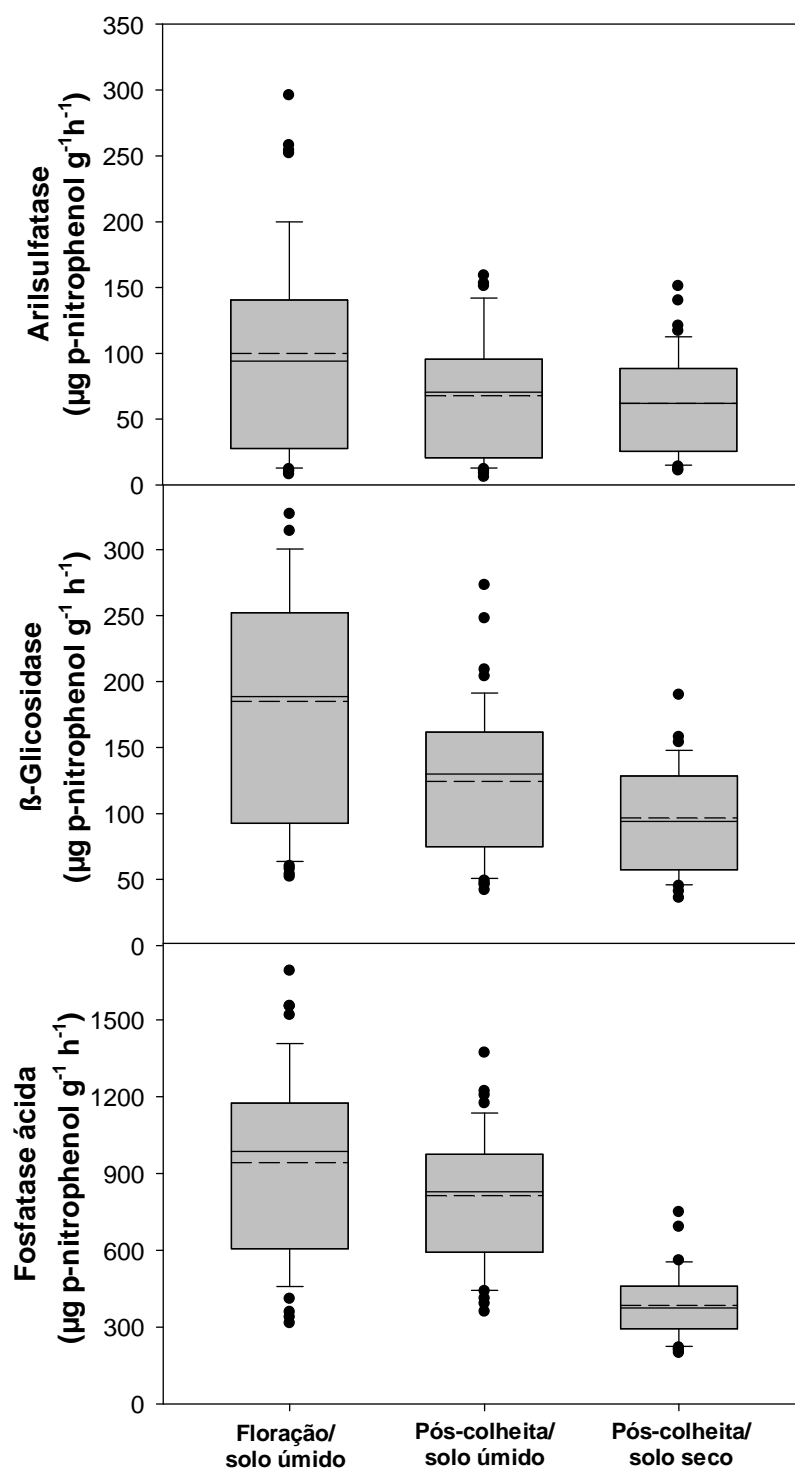 350
300
250
200
150
100
50
0
Arilsulfatase
(µg p-nitrophenol g⁻¹h⁻¹)
300
250
200
150
100
50
0
ß-Glicosidase
(µg p-nitrophenol g⁻¹ h⁻¹)
1500
1200
900
600
300
0
Fosfatase ácida
(µg p-nitrophenol g⁻¹ h⁻¹)
Floração/
solo úmido
Pós-colheita/
solo úmido
Pós-colheita/
solo seco